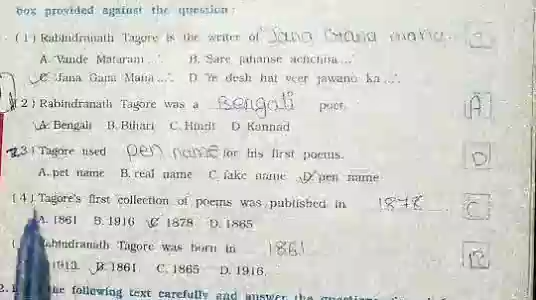 box provided against the question :
(1) Rabindranath Tagore is the writer of Jana Gana mana. C
A. Vande Mataram...' B. Sare jahanse achchha...'
C Jana Gana Mana...'. D. Ye desh hai veer jawano ka...'.
2) Rabindranath Tagore was a Bengali poet. A
A. Bengali B. Bihari C. Hindi D Kannad
3) Tagore used pen name for his first poems. D
A. pet name B. real name C. fake name D. pen name
(4) Tagore's first collection of poems was published in 1878 C
A. 1861 B. 1916 C 1878 D. 1865
Rabindranath Tagore was born in 1861 B
1913 B. 1861 C. 1865 D. 1916.
2. the following text carefully and answer the questions